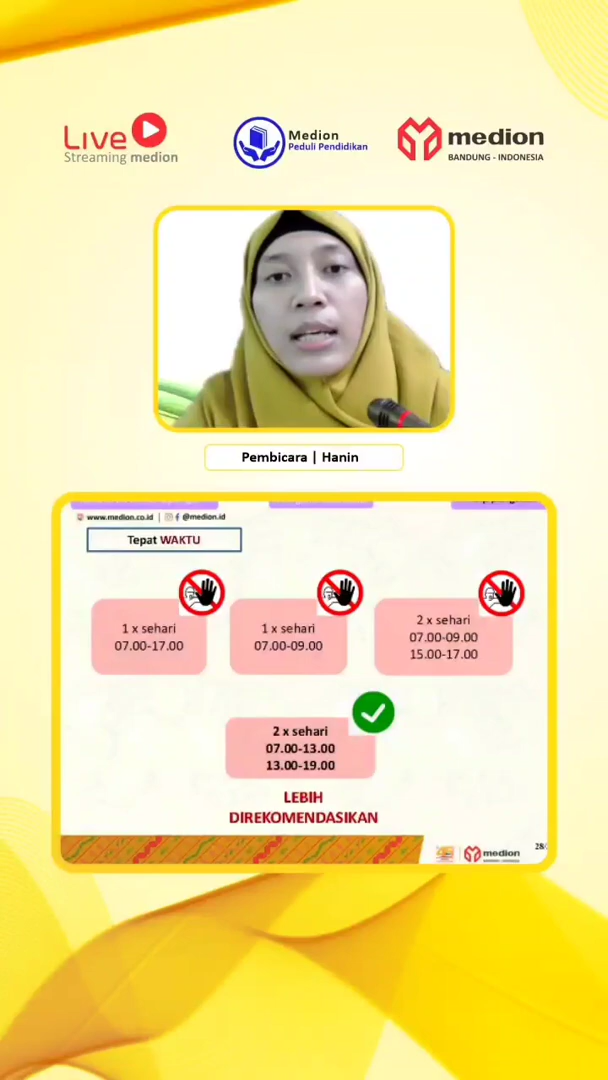 LIVE
Streaming medion
Medion
Peduli Pendidikan
medion
BANDUNG - INDONESIA
Pembicara | Hanin
www.medion.co.id | @medion.id
Tepat WAKTU
1 x sehari
07.00-17.00
1 x sehari
07.00-09.00
2 x sehari
07.00-09.00
15.00-17.00
2 x sehari
07.00-13.00
13.00-19.00
LEBIH
DIREKOMENDASIKAN
medion
28/